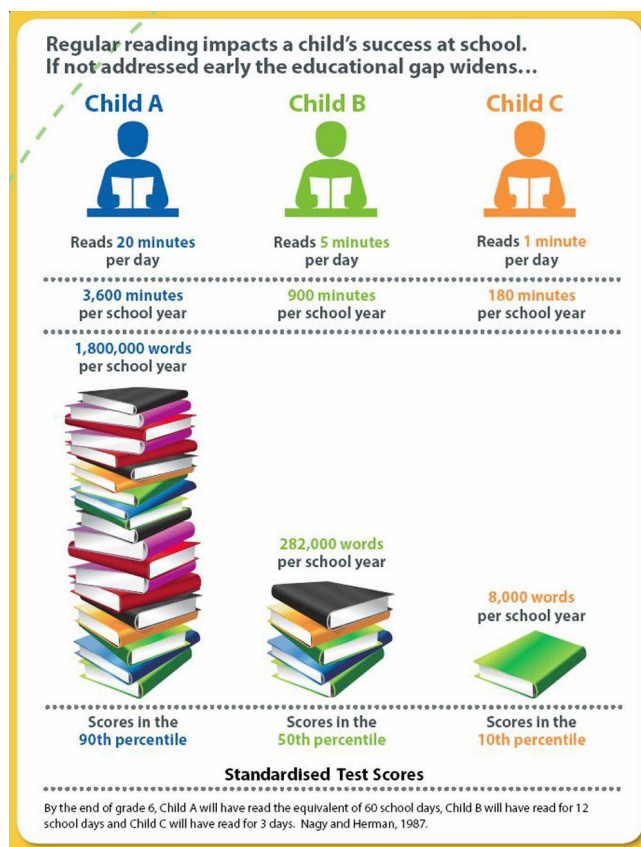 Regular reading impacts a child's success at school.
If not addressed early the educational gap widens...
Child A
Child B
Child C
Reads 20 minutes
per day
Reads 5 minutes
per day
Reads 1 minute
per day
3,600 minutes
per school year
900 minutes
per school year
180 minutes
per school year
1,800,000 words
per school year
282,000 words
per school year
8,000 words
per school year
Scores in the
90th percentile
Scores in the
50th percentile
Scores in the
10th percentile
Standardised Test Scores
By the end of grade 6, Child A will have read the equivalent of 60 school days, Child B will have read for 12
school days and Child C will have read for 3 days. Nagy and Herman, 1987.